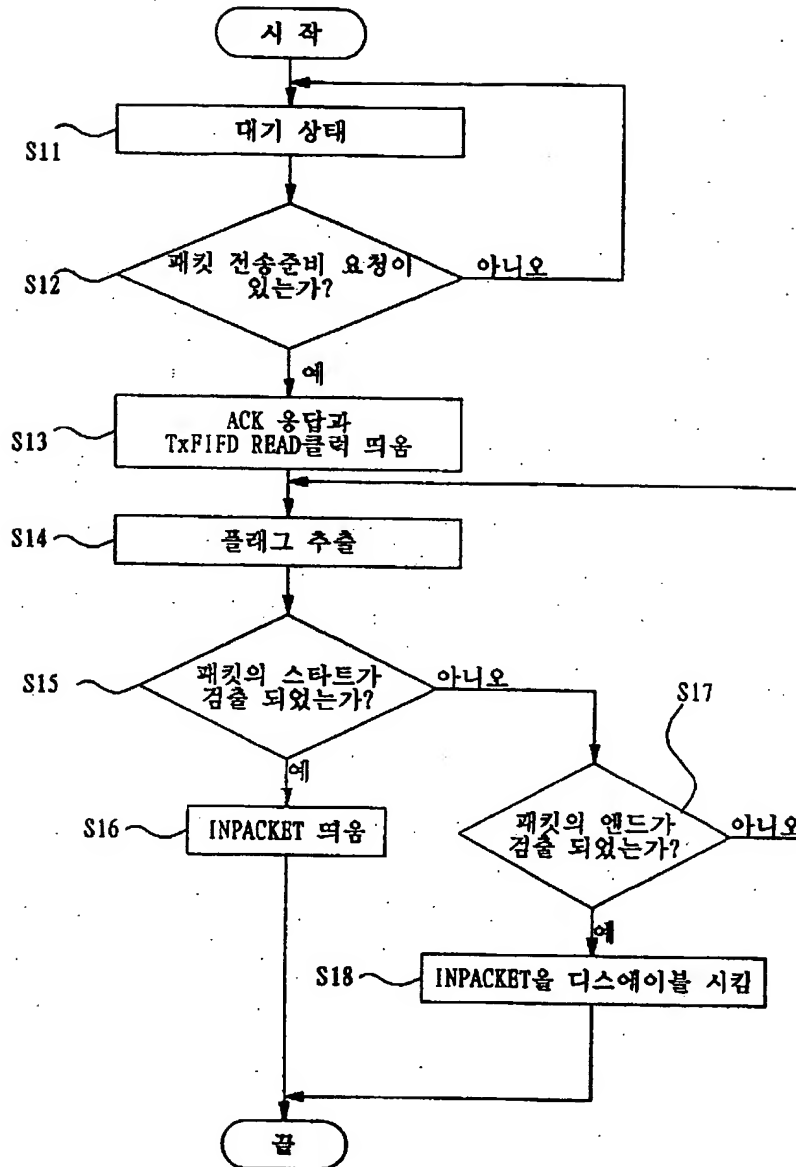 시 작
대기 상태
S11
패킷 전송준비 요청이
있는가?
아니오
S12
예
ACK 응답과
TxFIFD READ클럭 띄움
S13
플래그 추출
S14
패킷의 스타트가
검출 되었는가?
아니오
S15
예
S17
INPACKET 띄움
S16
패킷의 앤드가
검출 되었는가?
아니오
예
INPACKET을 디스에이블 시킴
S18
끝